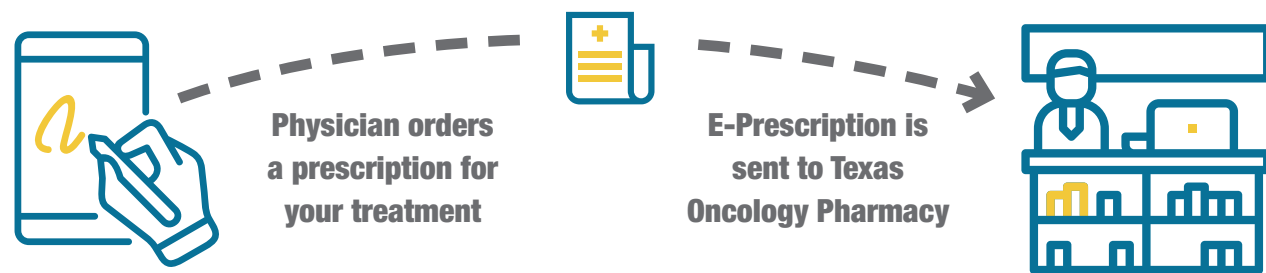 Physician orders
a prescription for
your treatment
E-Prescription is
sent to Texas
Oncology Pharmacy